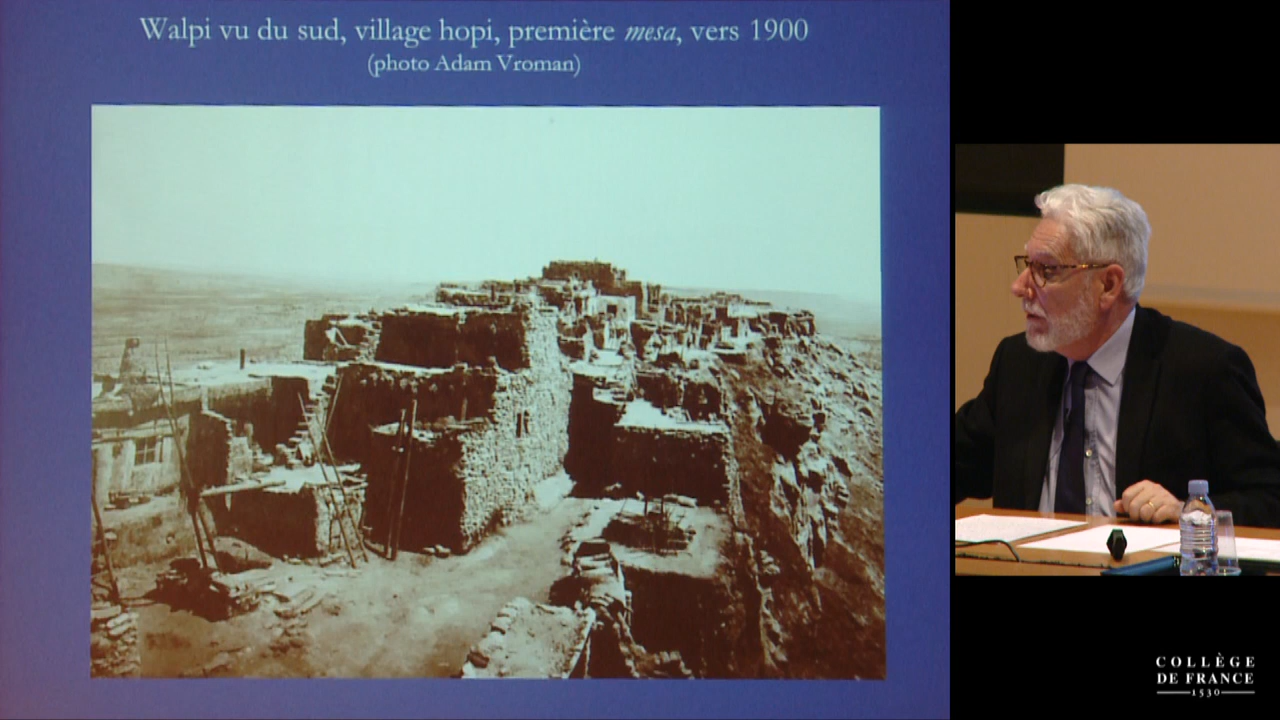 Walpi vu du sud, village hopi, première mesa, vers 1900
(photo Adam Vroman)
COLLÈGE
DE FRANCE
1530